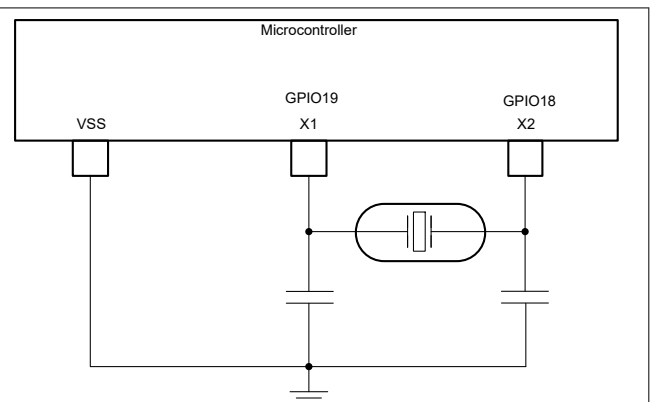 Microcontroller
GPIO19
GPIO18
VSS
X1
X2